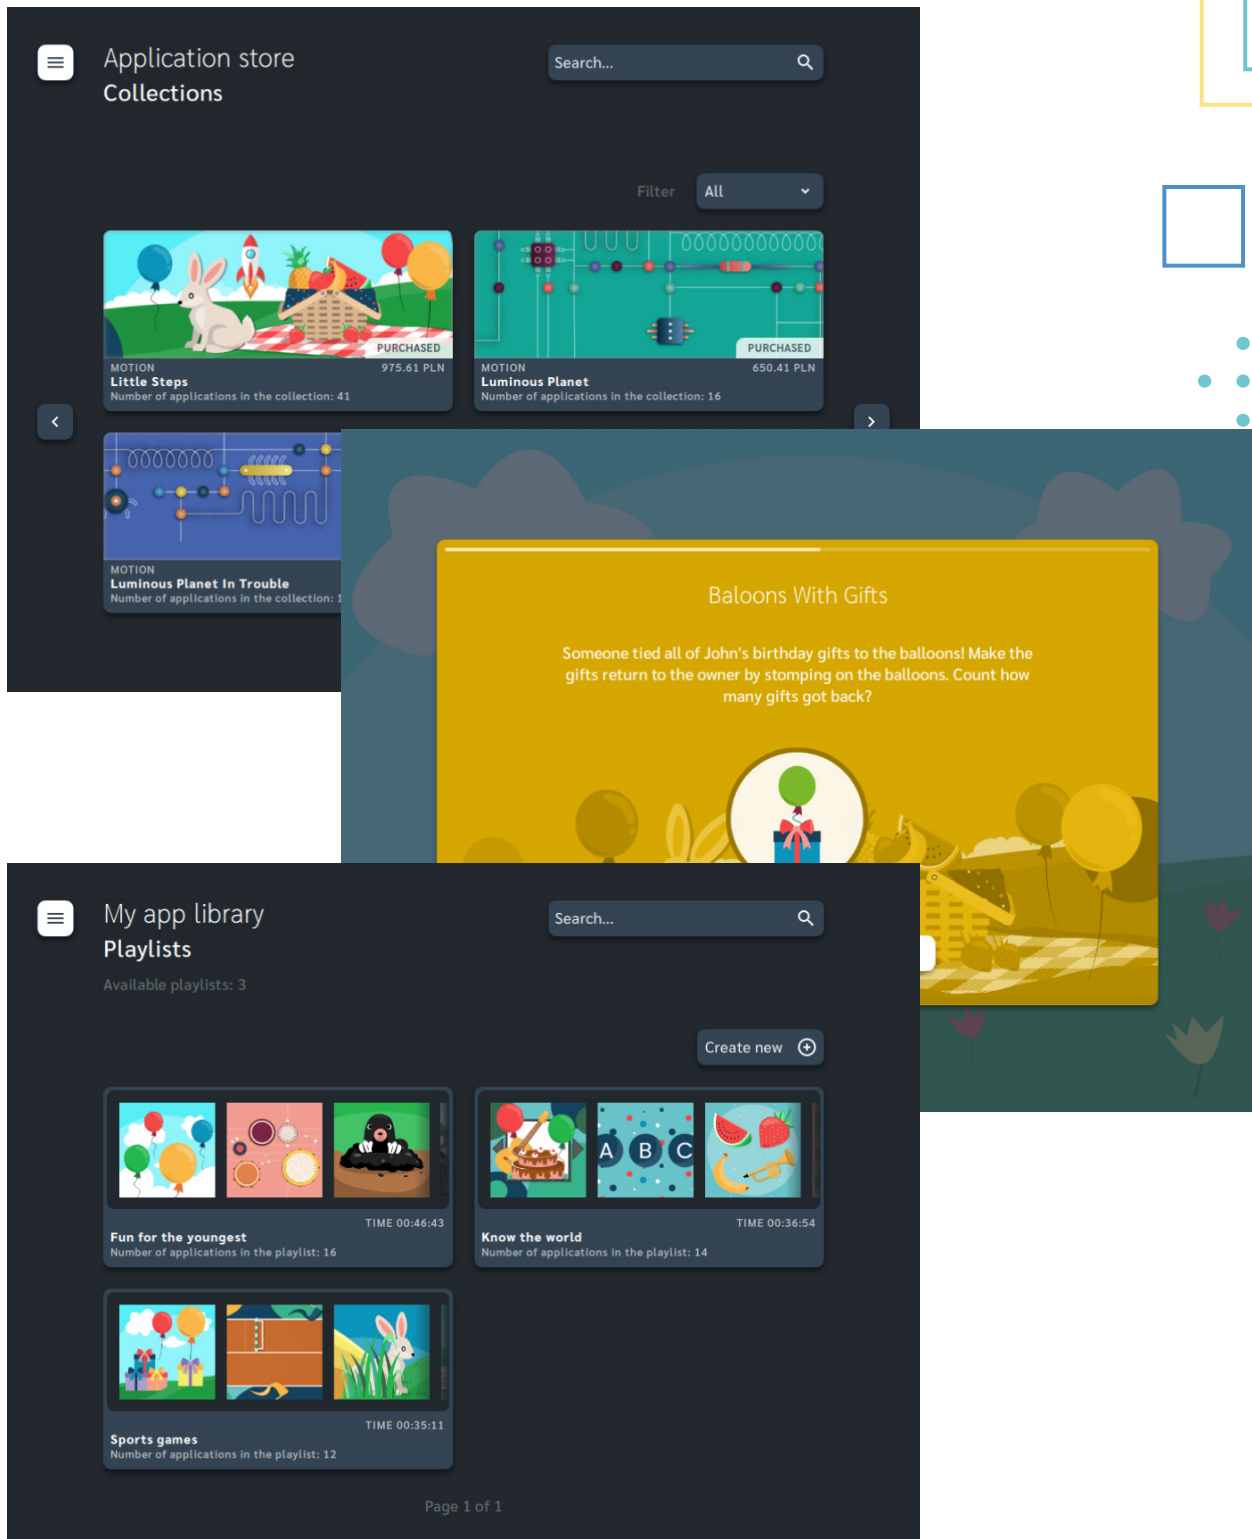 Application store
Collections
Search...
Filter
All
PURCHASED
MOTION
975.61 PLN
Little Steps
Number of applications in the collection: 41
PURCHASED
MOTION
650.41 PLN
Luminous Planet
Number of applications in the collection: 16
MOTION
Luminous Planet In Trouble
Number of applications in the collection: 1
Baloons With Gifts
Someone tied all of John's birthday gifts to the balloons! Make the
gifts return to the owner by stomping on the balloons. Count how
many gifts got back?
My app library
Playlists
Available playlists: 3
Search...
Create new
TIME 00:46:43
Fun for the youngest
Number of applications in the playlist: 16
A B C
TIME 00:36:54
Know the world
Number of applications in the playlist: 14
TIME 00:35:11
Sports games
Number of applications in the playlist: 12
Page 1 of 1